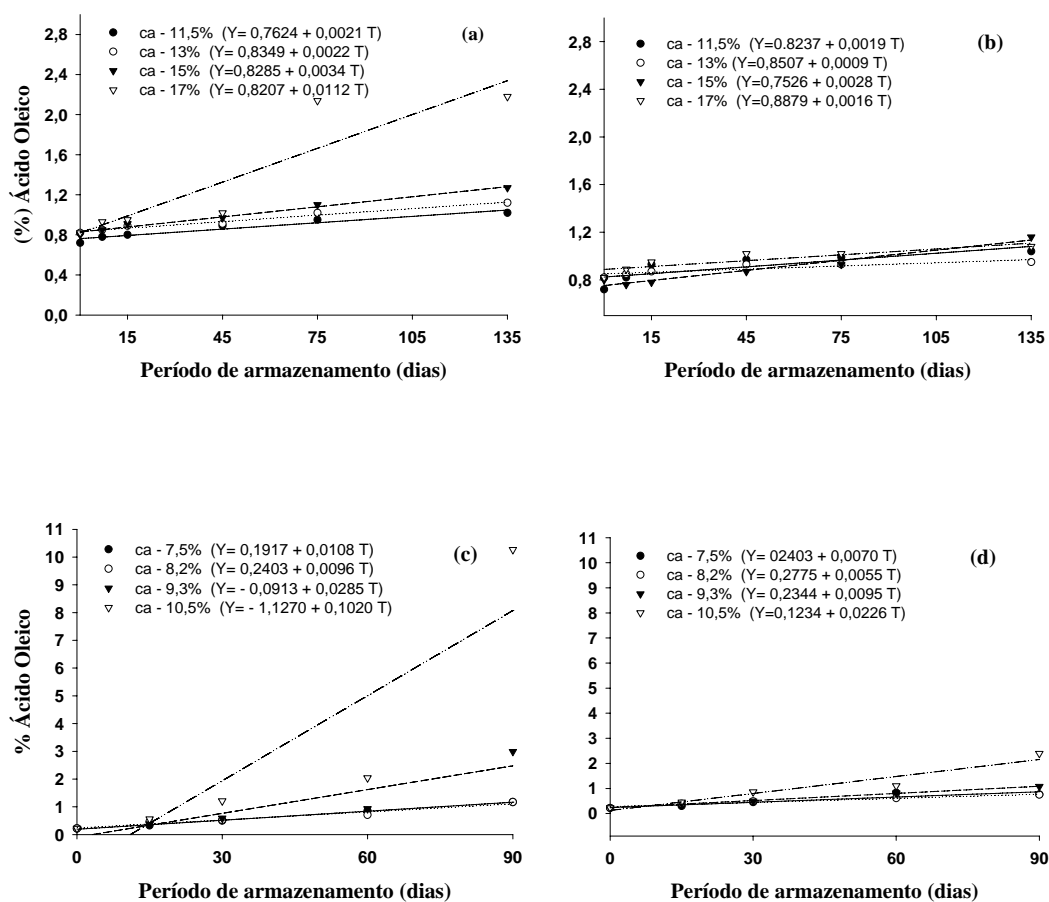 (a)
2,8
2,4
2,0
1,6
1,2
0,8
0,4
0,0
(%) Ácido Oleico
ca - 11,5% (Y= 0,7624 + 0,0021 T)
ca - 13% (Y= 0,8349 + 0,0022 T)
ca - 15% (Y=0,8285 + 0,0034 T)
ca - 17% (Y= 0,8207 + 0,0112 T)
15 45 75 105 135
Período de armazenamento (dias)
(b)
2,8
2,4
2,0
1,6
1,2
0,8
ca - 11,5% (Y=0.8237 + 0,0019 T)
ca - 13% (Y=0,8507 + 0,0009 T)
ca - 15% (Y=0,7526 + 0,0028 T)
ca - 17% (Y=0,8879 + 0,0016 T)
15 45 75 105 135
Período de armazenamento (dias)
(c)
11
10
9
8
7
6
5
4
3
2
1
0
% Ácido Oleico
ca - 7,5% (Y= 0,1917 + 0,0108 T)
ca - 8,2% (Y= 0,2403 + 0,0096 T)
ca - 9,3% (Y= - 0,0913 + 0,0285 T)
ca - 10,5% (Y= - 1,1270 + 0,1020 T)
0 30 60 90
Período de armazenamento (dias)
(d)
11
10
9
8
7
6
5
4
3
2
1
0
ca - 7,5% (Y= 02403 + 0,0070 T)
ca - 8,2% (Y= 0,2775 + 0,0055 T)
ca - 9,3% (Y= 0,2344 + 0,0095 T)
ca - 10,5% (Y=0,1234 + 0,0226 T)
0 30 60 90
Período de armazenamento (dias)